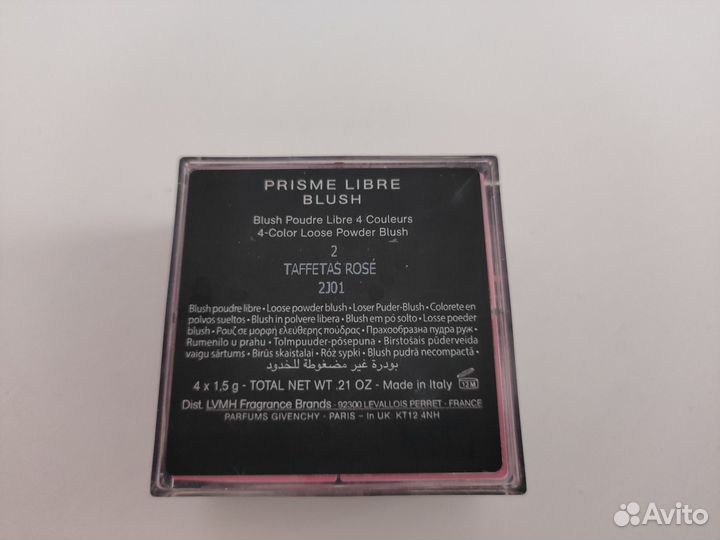 PRISME LIBRE
BLUSH
Blush Poudre Libre 4 Couleurs
4-Color Loose Powder Blush
2
TAFFETAS ROSÉ
2J01
Blush poudre libre • Loose powder blush • Loser Puder-Blush • Colorete en
polvos sueltos • Blush in polvere libera • Blush em pó solto • Losse poeder
blush • Ρουζ σε μορφή ελεύθερης πούδρας • Прахообразна пудра руж •
Rumenilo u prahu • Tolmpuuder-põsepuna • Birstošais pūderveida
vaigu sārtums • Birūs skaistalai • Róż sypki • Blush pudră necompactă •
بودرة غير مضغوطة للخدود
4 x 1,5 g - TOTAL NET WT .21 OZ - Made in Italy 12M
Dist. LVMH Fragrance Brands - 92300 LEVALLOIS PERRET - FRANCE
PARFUMS GIVENCHY - PARIS - In UK KT12 4NH
Avito